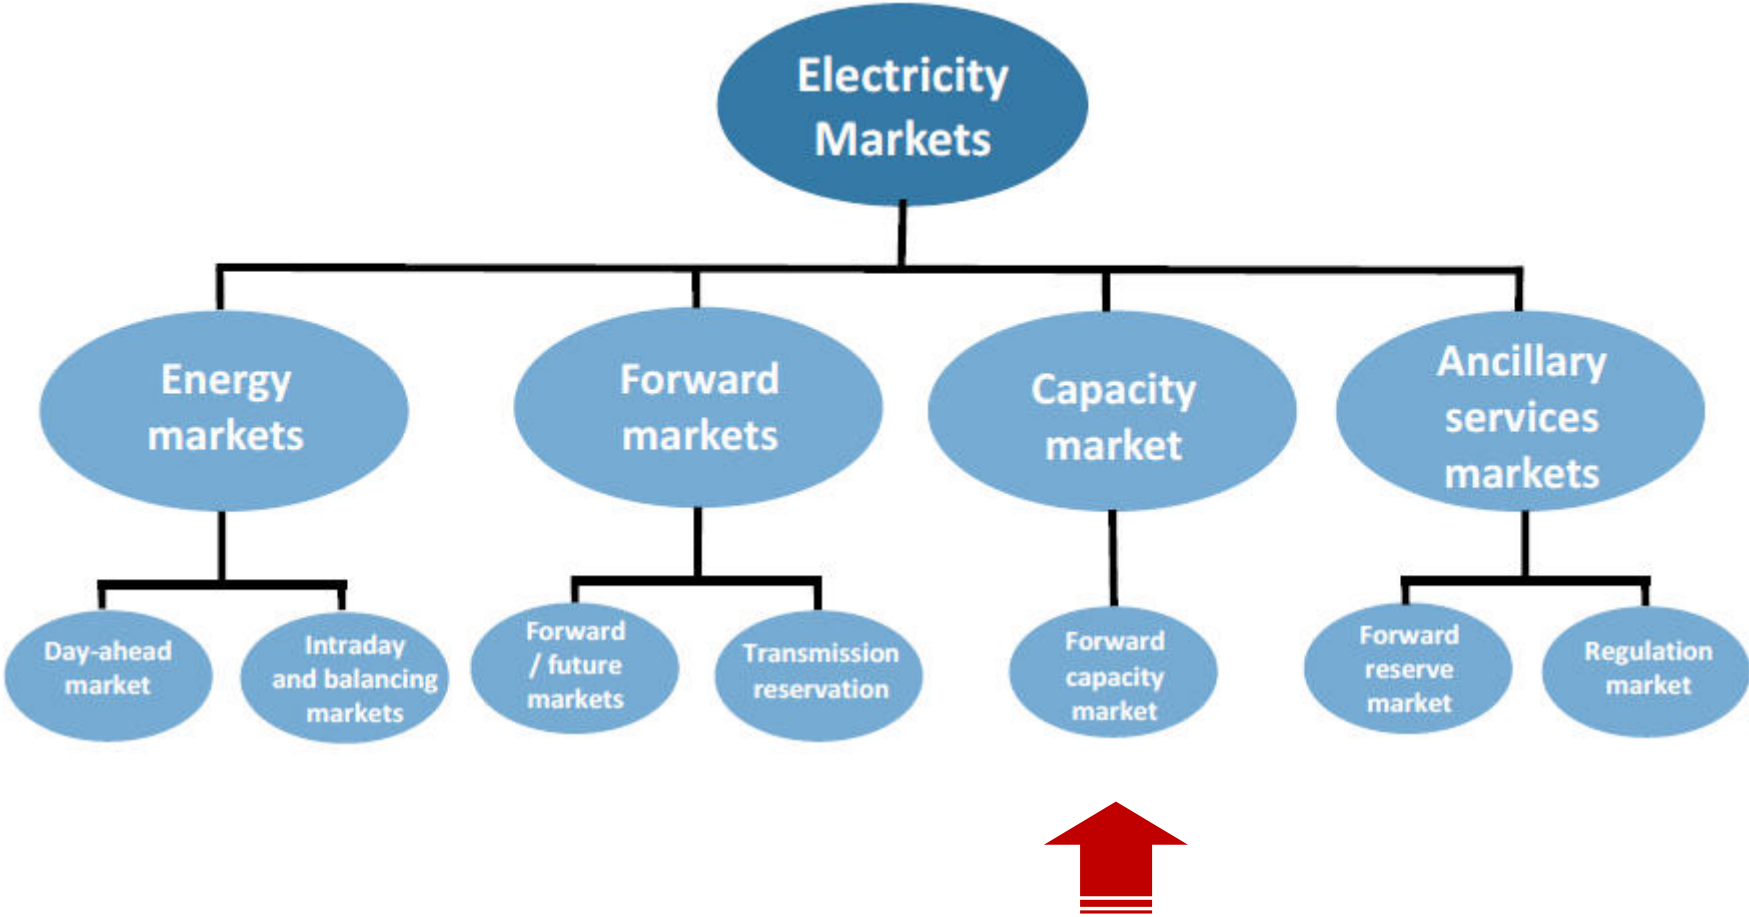 Electricity
Markets
Energy
markets
Forward
markets
Capacity
market
Ancillary
services
markets
Day-ahead
market
Intraday
and balancing
markets
Forward
/ future
markets
Transmission
reservation
Forward
capacity
market
Forward
reserve
market
Regulation
market